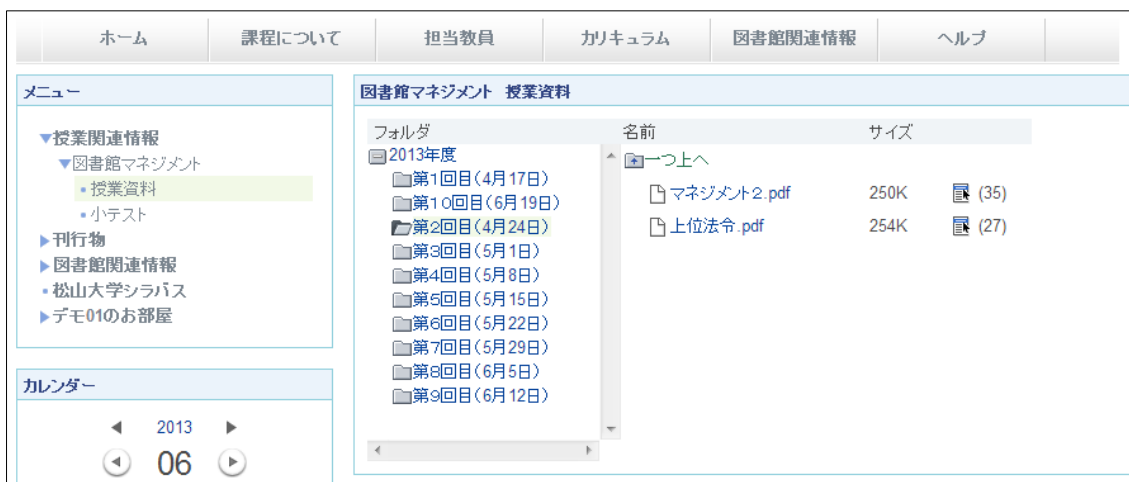 ホーム 課程について 担当教員 カリキュラム 図書館関連情報 ヘルプ
メニュー
▼授業関連情報
▼図書館マネジメント
・授業資料
・小テスト
▶刊行物
▶図書館関連情報
・松山大学シラバス
▶デモ01のお部屋
カレンダー
2013
06
図書館マネジメント 授業資料
フォルダ
2013年度
第1回目(4月17日)
第10回目(6月19日)
第2回目(4月24日)
第3回目(5月1日)
第4回目(5月8日)
第5回目(5月15日)
第6回目(5月22日)
第7回目(5月29日)
第8回目(6月5日)
第9回目(6月12日)
名前 サイズ
一つ上へ
マネジメント2.pdf 250K (35)
上位法令.pdf 254K (27)